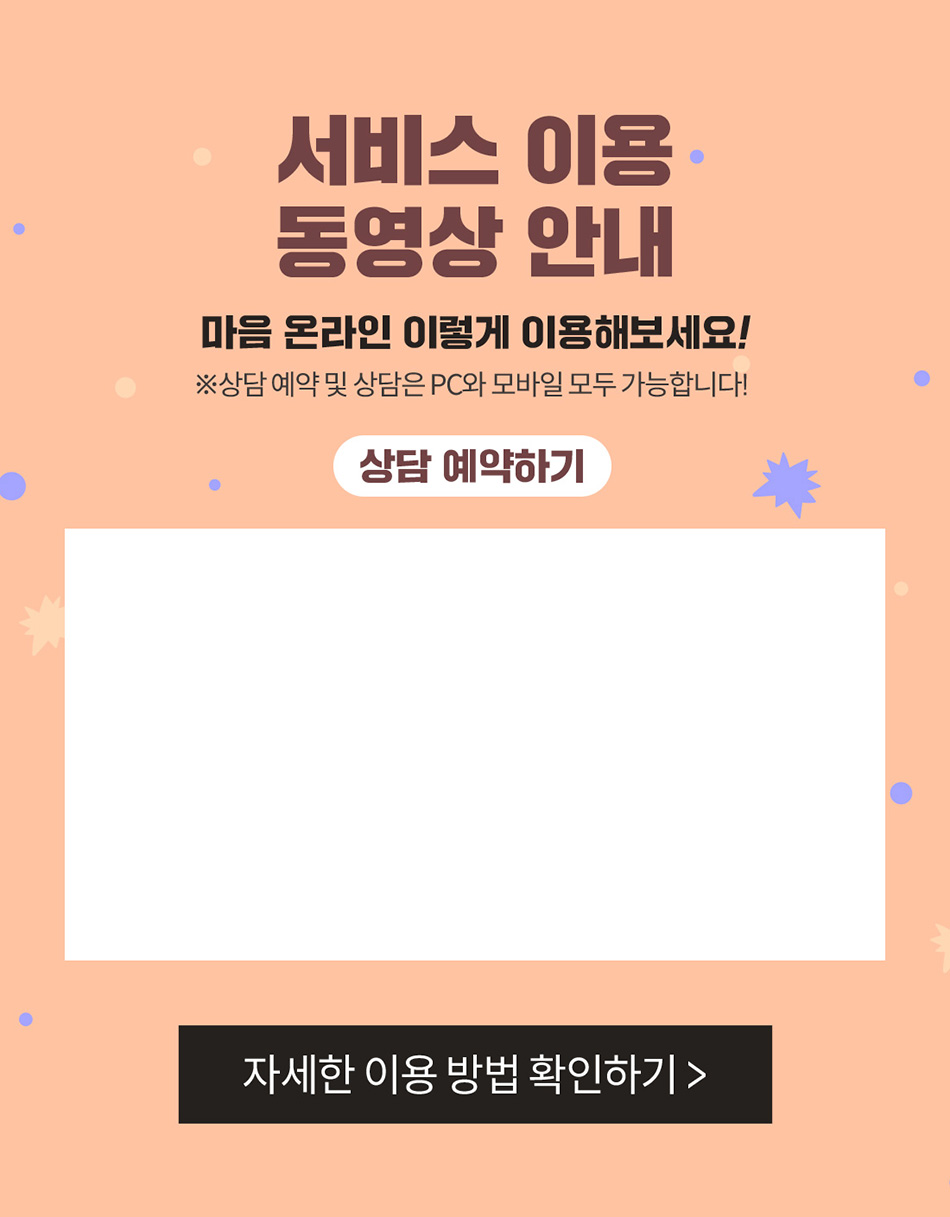 서비스 이용
동영상 안내
마음 온라인 이렇게 이용해보세요!
※상담 예약 및 상담은 PC와 모바일 모두 가능합니다!
상담 예약하기
자세한 이용 방법 확인하기 >